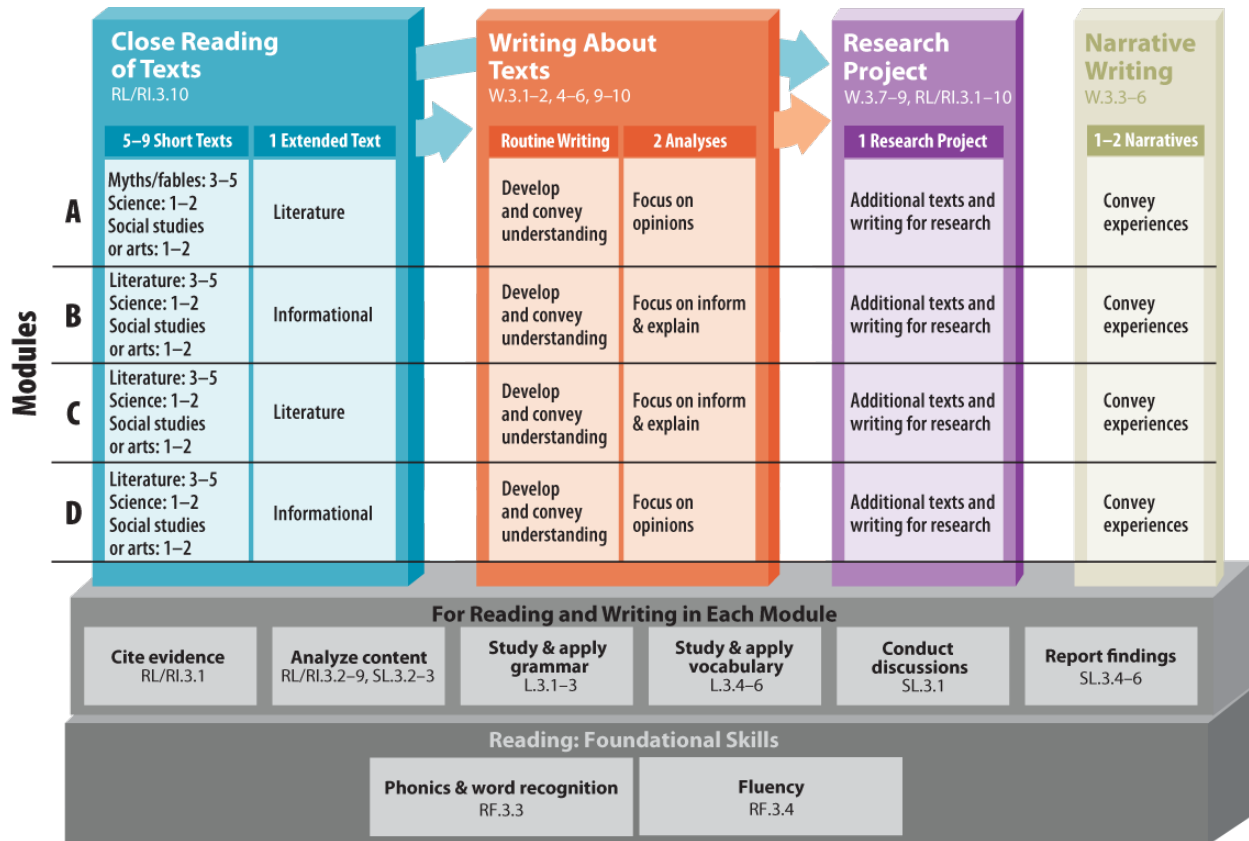 Close Reading
of Texts
RL/RI.3.10
Writing About
Texts
W.3.1–2, 4–6, 9–10
Research
Project
W.3.7–9, RL/RI.3.1–10
Narrative
Writing
W.3.3–6
5–9 Short Texts
1 Extended Text
Routine Writing
2 Analyses
1 Research Project
1–2 Narratives
Modules
A
Myths/fables: 3–5
Science: 1–2
Social studies
or arts: 1–2
Literature
Develop
and convey
understanding
Focus on
opinions
Additional texts and
writing for research
Convey
experiences
B
Literature: 3–5
Science: 1–2
Social studies
or arts: 1–2
Informational
Develop
and convey
understanding
Focus on inform
& explain
Additional texts and
writing for research
Convey
experiences
C
Literature: 3–5
Science: 1–2
Social studies
or arts: 1–2
Literature
Develop
and convey
understanding
Focus on inform
& explain
Additional texts and
writing for research
Convey
experiences
D
Literature: 3–5
Science: 1–2
Social studies
or arts: 1–2
Informational
Develop
and convey
understanding
Focus on
opinions
Additional texts and
writing for research
Convey
experiences
For Reading and Writing in Each Module
Cite evidence
RL/RI.3.1
Analyze content
RL/RI.3.2–9, SL.3.2–3
Study & apply
grammar
L.3.1–3
Study & apply
vocabulary
L.3.4–6
Conduct
discussions
SL.3.1
Report findings
SL.3.4–6
Reading: Foundational Skills
Phonics & word recognition
RF.3.3
Fluency
RF.3.4